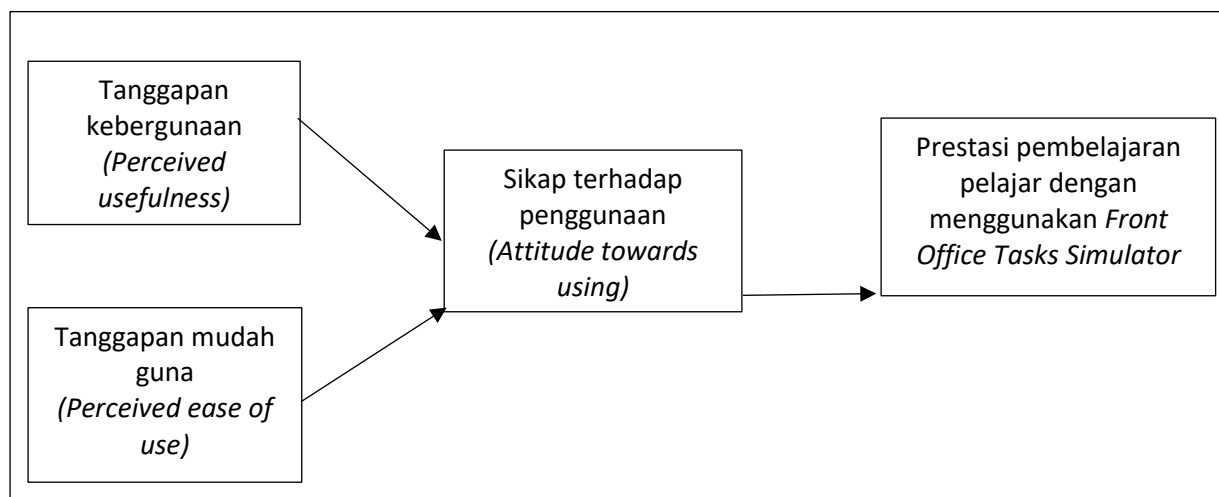 Tanggapan
kebergunaan
(Perceived
usefulness)
Tanggapan mudah
guna
(Perceived ease of
use)
Sikap terhadap
penggunaan
(Attitude towards
using)
Prestasi pembelajaran
pelajar dengan
menggunakan Front
Office Tasks Simulator